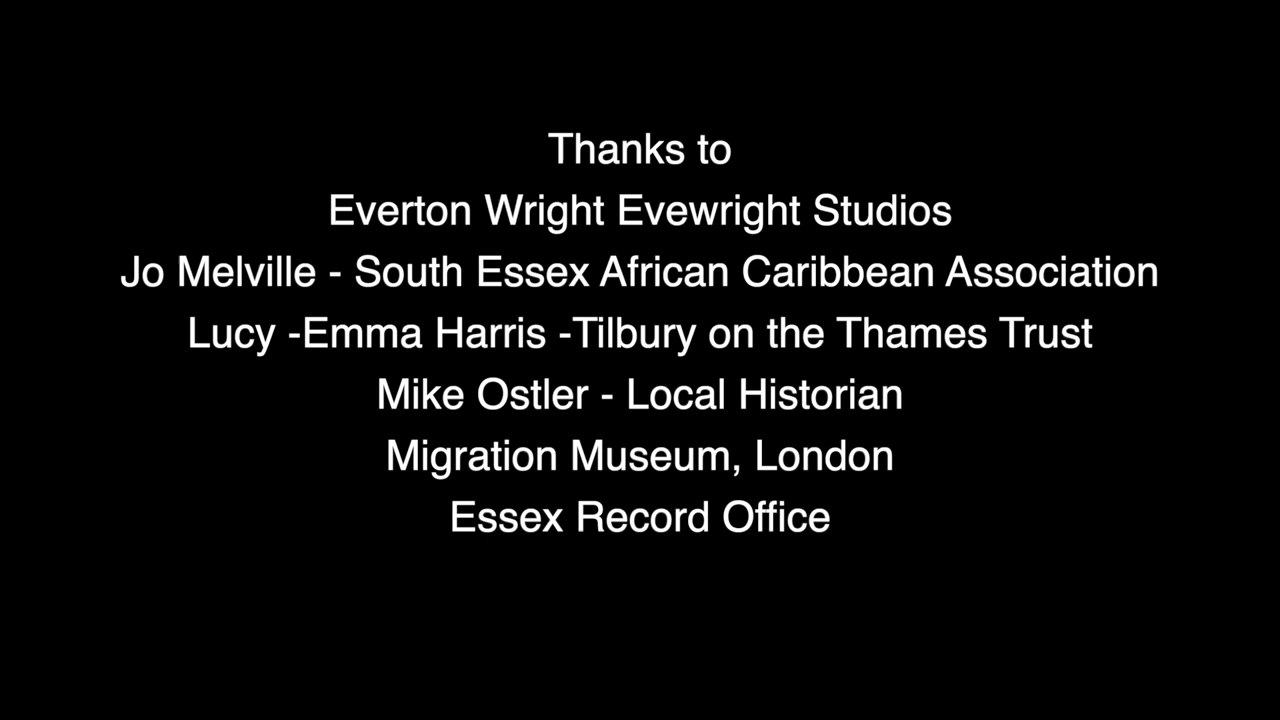 Thanks to
Everton Wright Evewright Studios
Jo Melville - South Essex African Caribbean Association
Lucy -Emma Harris -Tilbury on the Thames Trust
Mike Ostler - Local Historian
Migration Museum, London
Essex Record Office